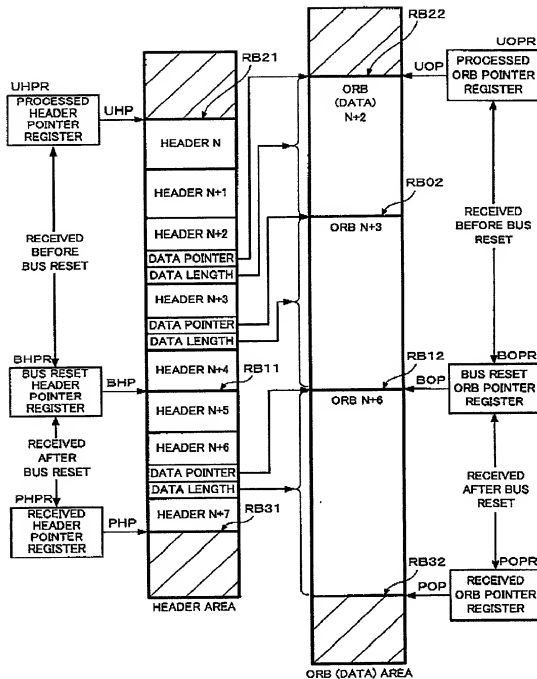 RB21
RB22
UOPR
UHPR
PROCESSED
HEADER
POINTER
REGISTER
UHP
UOP
PROCESSED
ORB POINTER
REGISTER
ORB
(DATA)
N+2
HEADER N
HEADER N+1
HEADER N+2
DATA POINTER
DATA LENGTH
HEADER N+3
DATA POINTER
DATA LENGTH
HEADER N+4
HEADER N+5
HEADER N+6
DATA POINTER
DATA LENGTH
HEADER N+7
RECEIVED
BEFORE
BUS RESET
RB02
ORB N+3
RECEIVED
BEFORE BUS
RESET
BHPR
BUS RESET
HEADER
POINTER
REGISTER
BHP
RB11
RB12
ORB N+6
BOP
BOPR
BUS RESET
ORB POINTER
REGISTER
RECEIVED
AFTER
BUS RESET
RECEIVED
AFTER BUS
RESET
PHPR
RECEIVED
HEADER
POINTER
REGISTER
PHP
RB31
RB32
POP
POPR
RECEIVED
ORB POINTER
REGISTER
HEADER AREA
ORB (DATA) AREA